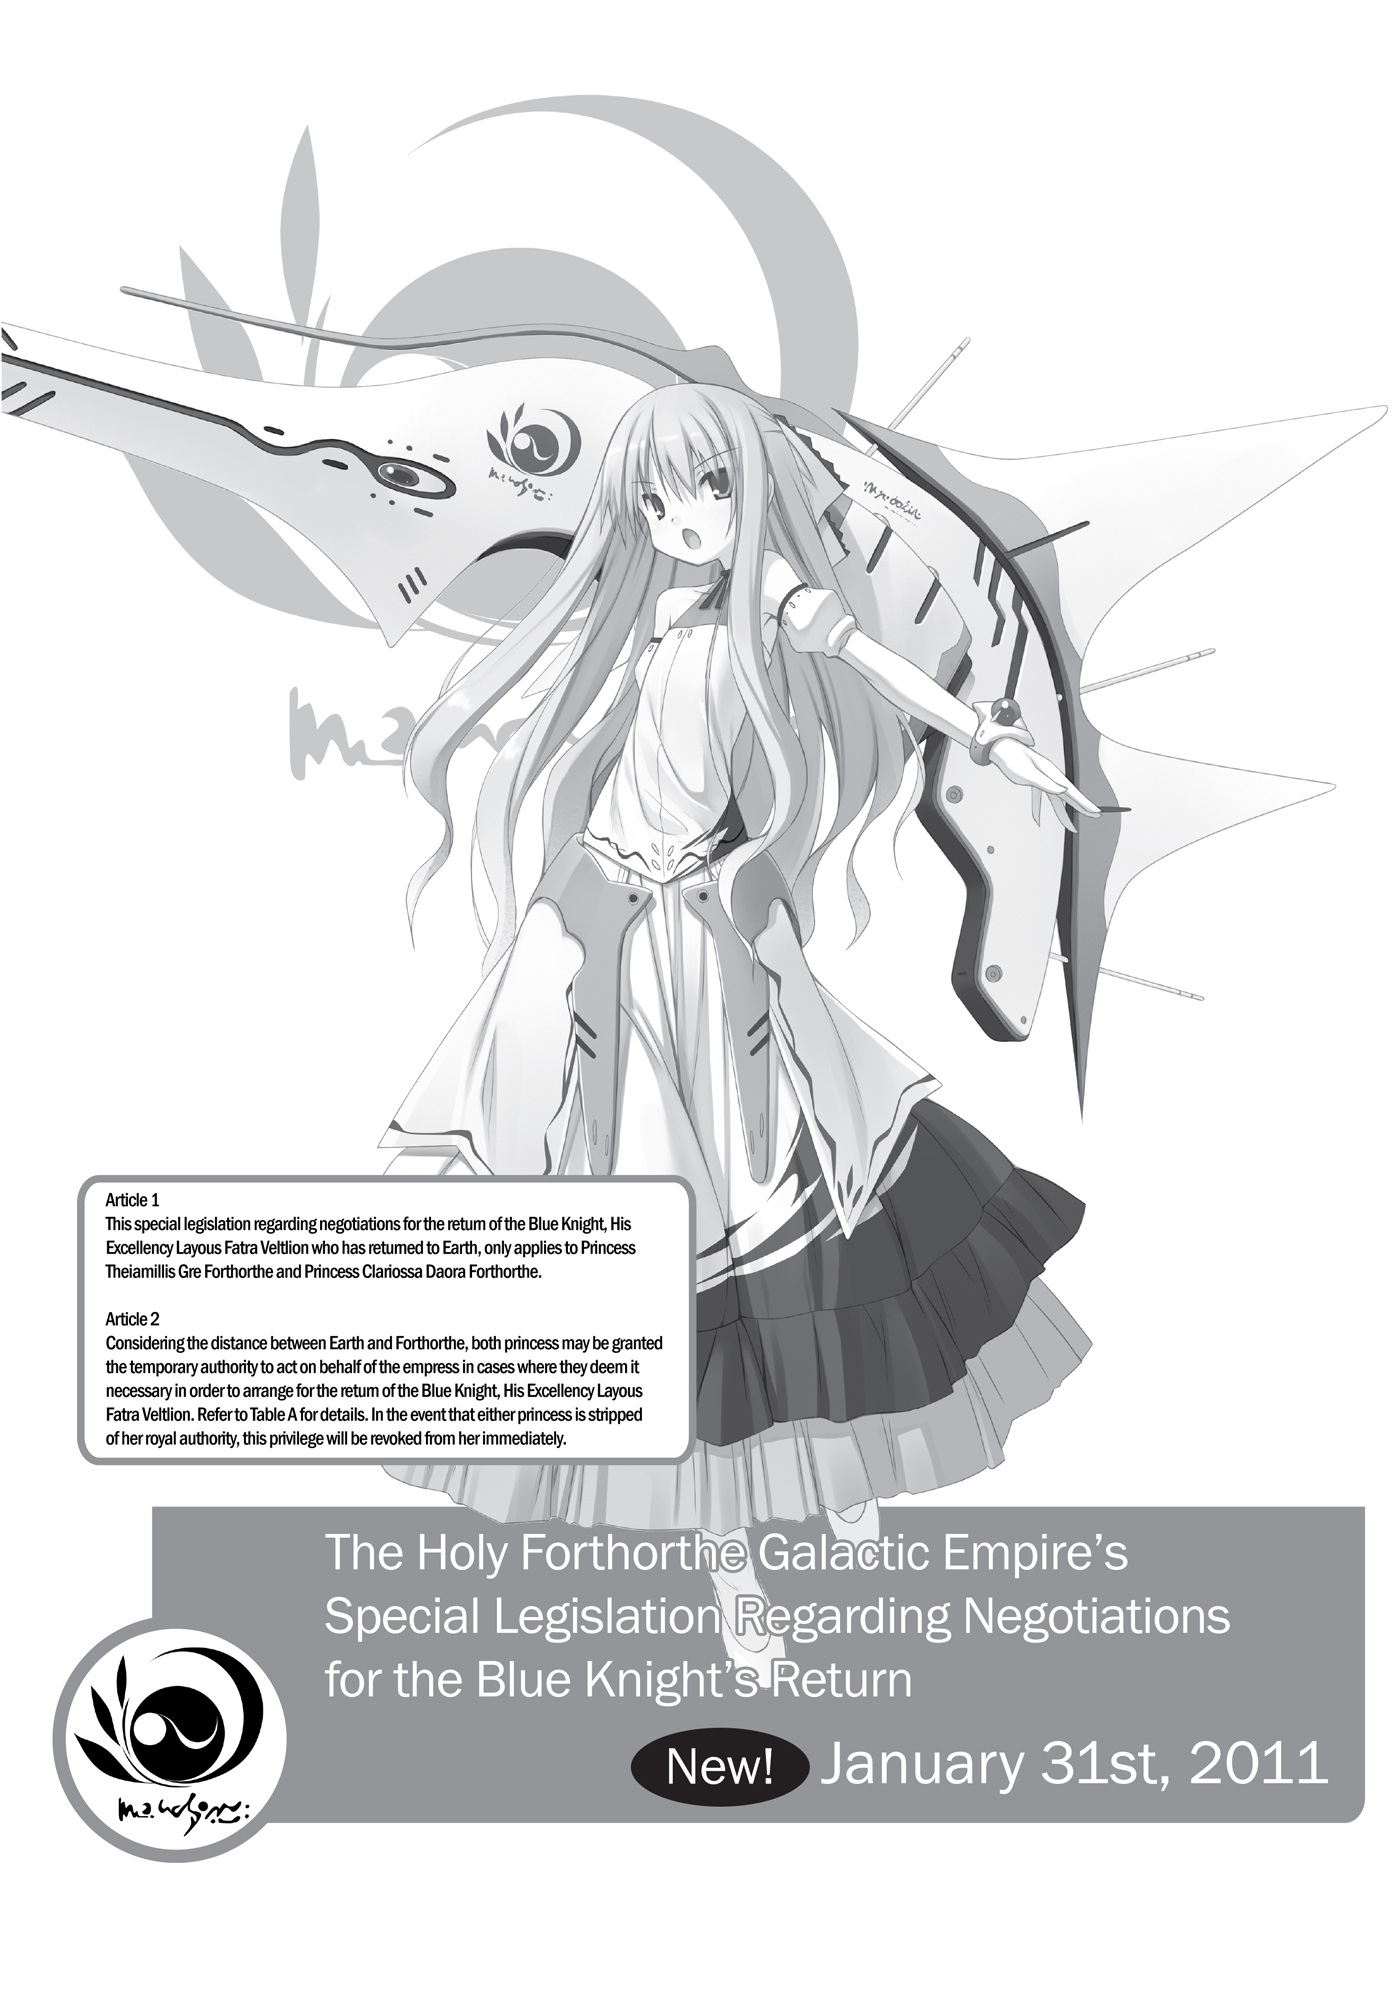 Article 1
This special legislation regarding negotiations for the return of the Blue Knight, His
Excellency Layous Fatra Veltlion who has returned to Earth, only applies to Princess
Theiamillis Gre Forthorthe and Princess Clariossa Daora Forthorthe.
Article 2
Considering the distance between Earth and Forthorthe, both princess may be granted
the temporary authority to act on behalf of the empress in cases where they deem it
necessary in order to arrange for the return of the Blue Knight, His Excellency Layous
Fatra Veltlion. Refer to Table A for details. In the event that either princess is stripped
of her royal authority, this privilege will be revoked from her immediately.
The Holy Forthorthe Galactic Empire's
Special Legislation Regarding Negotiations
for the Blue Knight's Return
New! January 31st, 2011